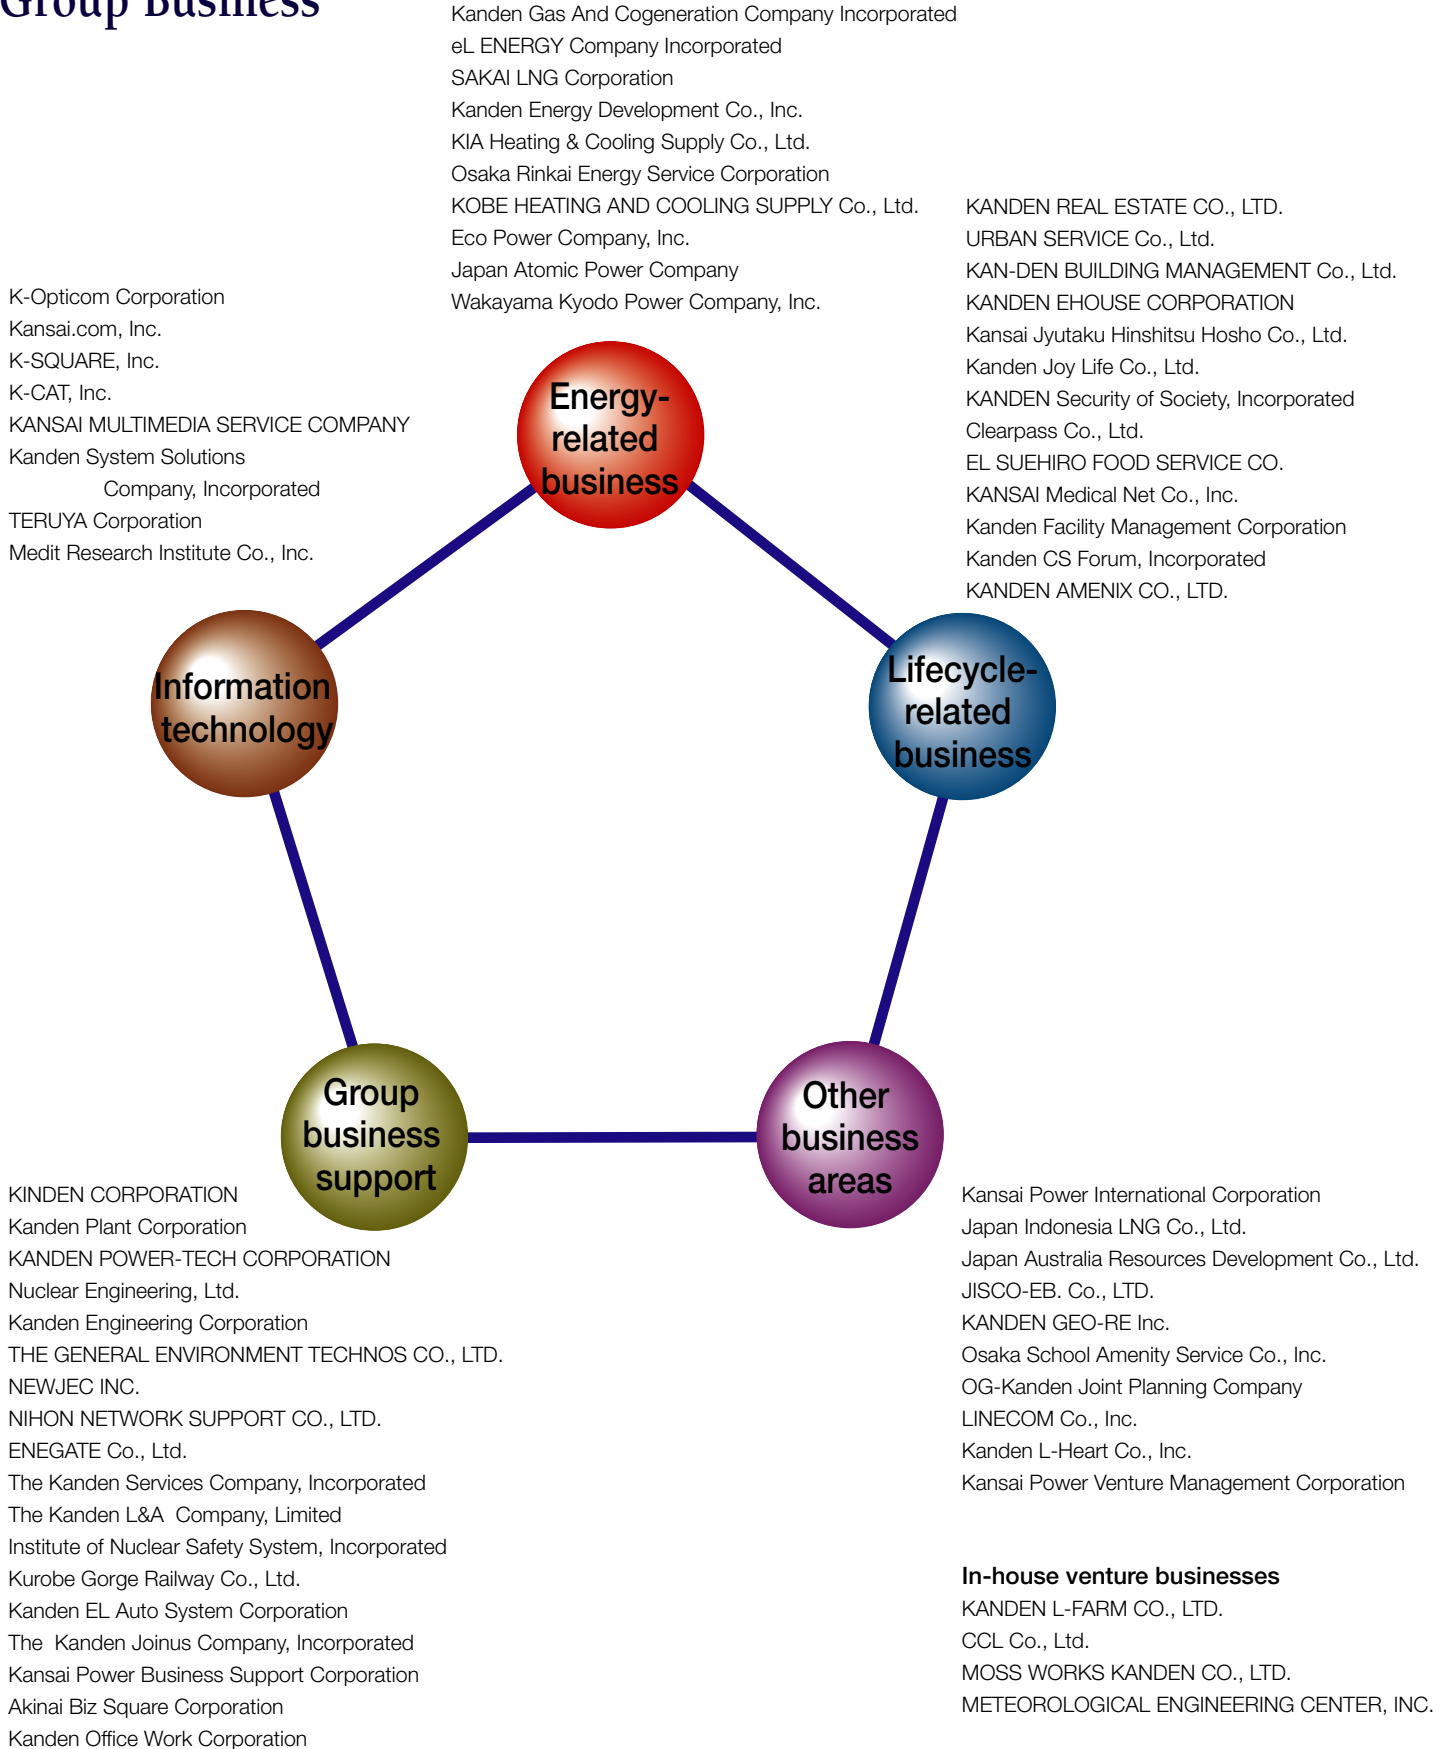 Group Business
Kanden Gas And Cogeneration Company Incorporated
eL ENERGY Company Incorporated
SAKAI LNG Corporation
Kanden Energy Development Co., Inc.
KIA Heating & Cooling Supply Co., Ltd.
Osaka Rinkai Energy Service Corporation
KOBE HEATING AND COOLING SUPPLY Co., Ltd.
Eco Power Company, Inc.
Japan Atomic Power Company
Wakayama Kyodo Power Company, Inc.
KANDEN REAL ESTATE CO., LTD.
URBAN SERVICE Co., Ltd.
KAN-DEN BUILDING MANAGEMENT Co., Ltd.
KANDEN EHOUSE CORPORATION
Kansai Jyutaku Hinshitsu Hosho Co., Ltd.
Kanden Joy Life Co., Ltd.
KANDEN Security of Society, Incorporated
Clearpass Co., Ltd.
EL SUEHIRO FOOD SERVICE CO.
KANSAI Medical Net Co., Inc.
Kanden Facility Management Corporation
Kanden CS Forum, Incorporated
KANDEN AMENIX CO., LTD.
K-Opticom Corporation
Kansai.com, Inc.
K-SQUARE, Inc.
K-CAT, Inc.
KANSAI MULTIMEDIA SERVICE COMPANY
Kanden System Solutions
Company, Incorporated
TERUYA Corporation
Medit Research Institute Co., Inc.
Energy-
related
business
Information
technology
Lifecycle-
related
business
Group
business
support
Other
business
areas
KINDEN CORPORATION
Kanden Plant Corporation
KANDEN POWER-TECH CORPORATION
Nuclear Engineering, Ltd.
Kanden Engineering Corporation
THE GENERAL ENVIRONMENT TECHNOS CO., LTD.
NEWJEC INC.
NIHON NETWORK SUPPORT CO., LTD.
ENEGATE Co., Ltd.
The Kanden Services Company, Incorporated
The Kanden L&A  Company, Limited
Institute of Nuclear Safety System, Incorporated
Kurobe Gorge Railway Co., Ltd.
Kanden EL Auto System Corporation
The  Kanden Joinus Company, Incorporated
Kansai Power Business Support Corporation
Akinai Biz Square Corporation
Kanden Office Work Corporation
Kansai Power International Corporation
Japan Indonesia LNG Co., Ltd.
Japan Australia Resources Development Co., Ltd.
JISCO-EB. Co., LTD.
KANDEN GEO-RE Inc.
Osaka School Amenity Service Co., Inc.
OG-Kanden Joint Planning Company
LINECOM Co., Inc.
Kanden L-Heart Co., Inc.
Kansai Power Venture Management Corporation
In-house venture businesses
KANDEN L-FARM CO., LTD.
CCL Co., Ltd.
MOSS WORKS KANDEN CO., LTD.
METEOROLOGICAL ENGINEERING CENTER, INC.